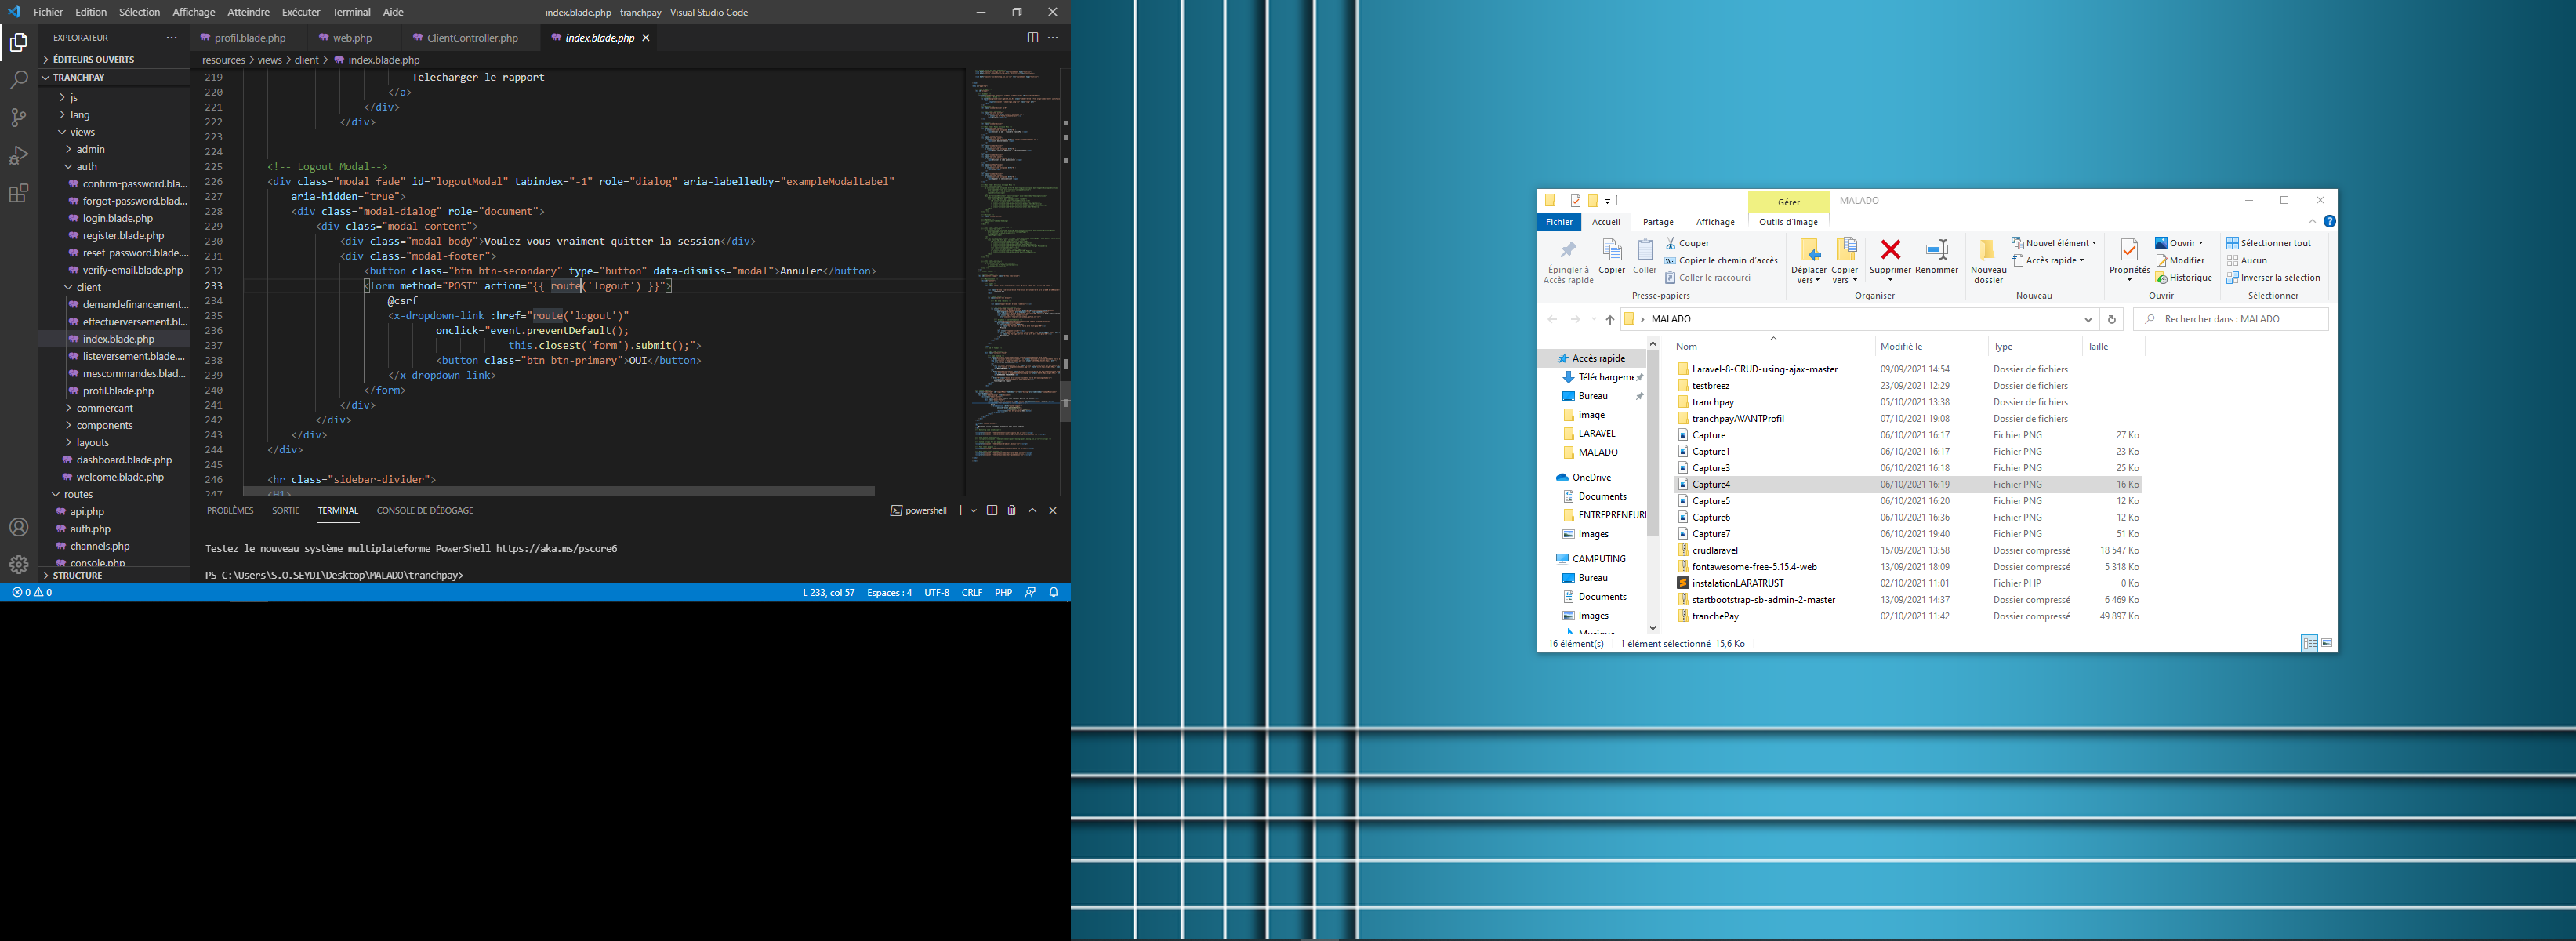 Fichier Edition Sélection Affichage Atteindre Exécuter Terminal Aide
index.blade.php - tranchpay - Visual Studio Code
EXPLORATEUR
ÉDITEURS OUVERTS
TRANCHPAY
js
lang
views
admin
auth
confirm-password.bla...
forgot-password.blad...
login.blade.php
register.blade.php
reset-password.blade....
verify-email.blade.php
client
demandefinancement...
effectuerversement.bl...
index.blade.php
listeversement.blade....
mescommandes.blad...
profil.blade.php
commercant
components
layouts
dashboard.blade.php
welcome.blade.php
routes
api.php
auth.php
channels.php
console.php
STRUCTURE
profil.blade.php web.php ClientController.php index.blade.php
resources > views > client > index.blade.php
219 Telecharger le rapport
220 </a>
221 </div>
222 </div>
223
224
225 <!-- Logout Modal-->
226 <div class="modal fade" id="logoutModal" tabindex="-1" role="dialog" aria-labelledby="exampleModalLabel"
227 aria-hidden="true">
228 <div class="modal-dialog" role="document">
229 <div class="modal-content">
230 <div class="modal-body">Voulez vous vraiment quitter la session</div>
231 <div class="modal-footer">
232 <button class="btn btn-secondary" type="button" data-dismiss="modal">Annuler</button>
233 <form method="POST" action="{{ route('logout') }}">
234 @csrf
235 <x-dropdown-link :href="route('logout')"
236 onclick="event.preventDefault();
237 this.closest('form').submit();">
238 <button class="btn btn-primary">OUI</button>
239 </x-dropdown-link>
240 </form>
241 </div>
242 </div>
243 </div>
244 </div>
245
246 <hr class="sidebar-divider">
247 <H1>
PROBLÈMES SORTIE TERMINAL CONSOLE DE DÉBOGAGE
powershell
Testez le nouveau système multiplateforme PowerShell https://aka.ms/pscore6
PS C:\Users\S.O.SEYDI\Desktop\MALADO\tranchpay>
0 0
L 233, col 57 Espaces : 4 UTF-8 CRLF PHP
Gérer MALADO
Fichier Accueil Partage Affichage Outils d'image
Épingler à Accès rapide
Copier
Coller
Couper
Copier le chemin d'accès
Coller le raccourci
Presse-papiers
Déplacer vers
Copier vers
Supprimer
Renommer
Organiser
Nouveau dossier
Nouvel élément
Accès rapide
Nouveau
Propriétés
Ouvrir
Modifier
Historique
Ouvrir
Sélectionner tout
Aucun
Inverser la sélection
Sélectionner
MALADO
Rechercher dans : MALADO
Accès rapide
Téléchargeme
Bureau
image
LARAVEL
MALADO
OneDrive
Documents
ENTREPRENEURI
Images
CAMPUTING
Bureau
Documents
Images
Musique
Nom Modifié le Type Taille
Laravel-8-CRUD-using-ajax-master 09/09/2021 14:54 Dossier de fichiers
testbreez 23/09/2021 12:29 Dossier de fichiers
tranchpay 05/10/2021 13:38 Dossier de fichiers
tranchpayAVANTProfil 07/10/2021 19:08 Dossier de fichiers
Capture 06/10/2021 16:17 Fichier PNG 27 Ko
Capture1 06/10/2021 16:17 Fichier PNG 23 Ko
Capture3 06/10/2021 16:18 Fichier PNG 25 Ko
Capture4 06/10/2021 16:19 Fichier PNG 16 Ko
Capture5 06/10/2021 16:20 Fichier PNG 12 Ko
Capture6 06/10/2021 16:36 Fichier PNG 12 Ko
Capture7 06/10/2021 19:40 Fichier PNG 51 Ko
crudlaravel 15/09/2021 13:58 Dossier compressé 18 547 Ko
fontawesome-free-5.15.4-web 13/09/2021 18:09 Dossier compressé 5 318 Ko
instalationLARATRUST 02/10/2021 11:01 Fichier PHP 0 Ko
startbootstrap-sb-admin-2-master 13/09/2021 14:37 Dossier compressé 6 469 Ko
tranchePay 02/10/2021 11:42 Dossier compressé 49 897 Ko
16 élément(s) 1 élément sélectionné 15,6 Ko